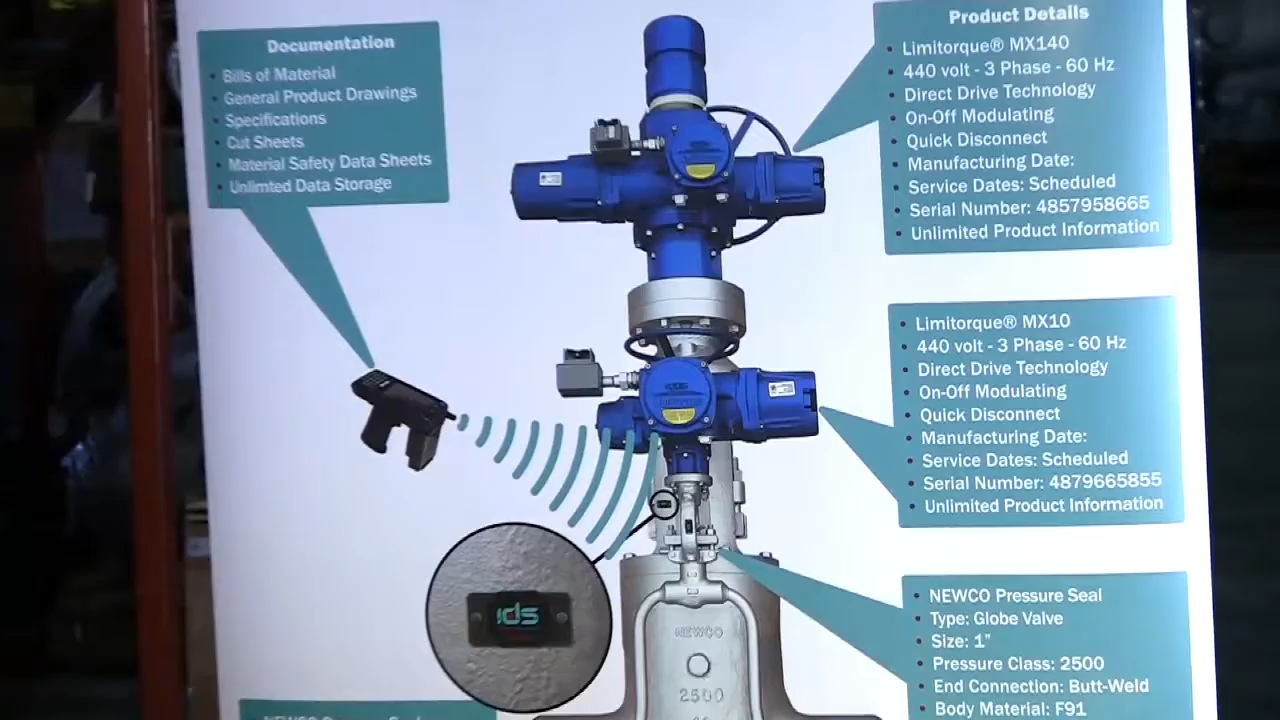 Documentation
• Bills of Material
• General Product Drawings
• Specifications
• Cut Sheets
• Material Safety Data Sheets
• Unlimted Data Storage
Product Details
• Limitorque® MX140
• 440 volt - 3 Phase - 60 Hz
• Direct Drive Technology
• On-Off Modulating
• Quick Disconnect
• Manufacturing Date:
• Service Dates: Scheduled
• Serial Number: 4857958665
• Unlimited Product Information
• Limitorque® MX10
• 440 volt - 3 Phase - 60 Hz
• Direct Drive Technology
• On-Off Modulating
• Quick Disconnect
• Manufacturing Date:
• Service Dates: Scheduled
• Serial Number: 4879665855
• Unlimited Product Information
• NEWCO Pressure Seal
• Type: Globe Valve
• Size: 1"
• Pressure Class: 2500
• End Connection: Butt-Weld
• Body Material: F91
ids
NEWCO
2500